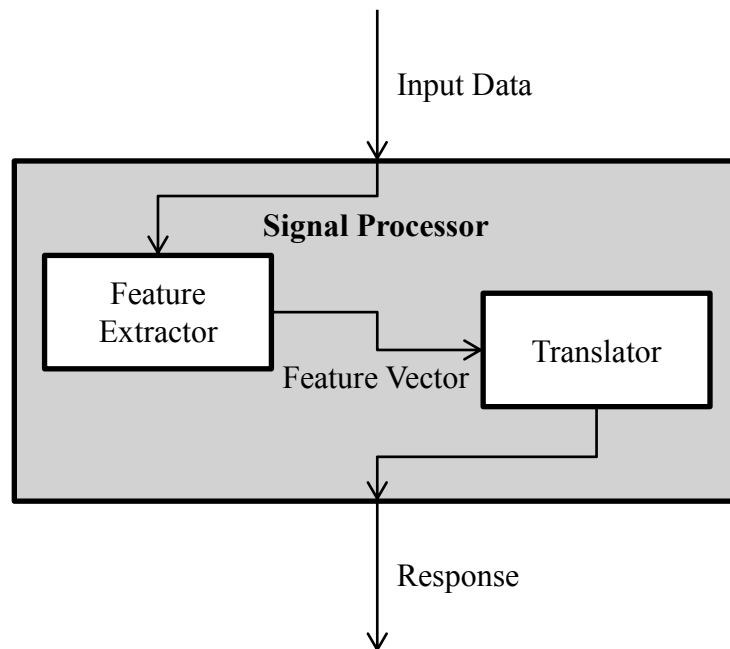 Input Data
Signal Processor
Feature
Extractor
Feature Vector
Translator
Response